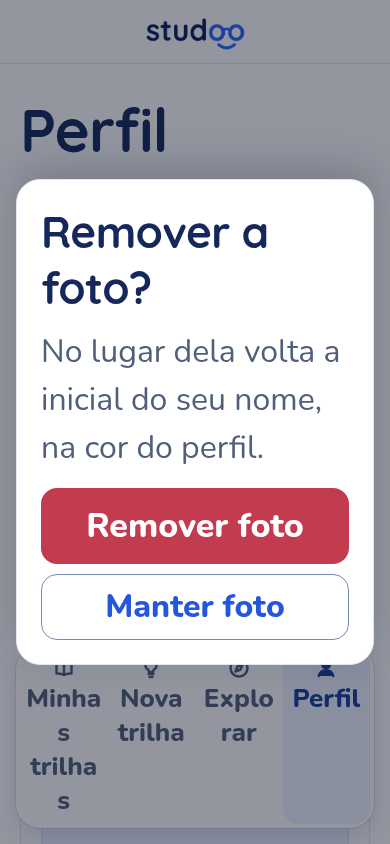 studoo
Perfil
Remover a
foto?
No lugar dela volta a
inicial do seu nome,
na cor do perfil.
Remover foto
Manter foto
Minha
s
trilha
s
Nova
trilha
Explo
rar
Perfil